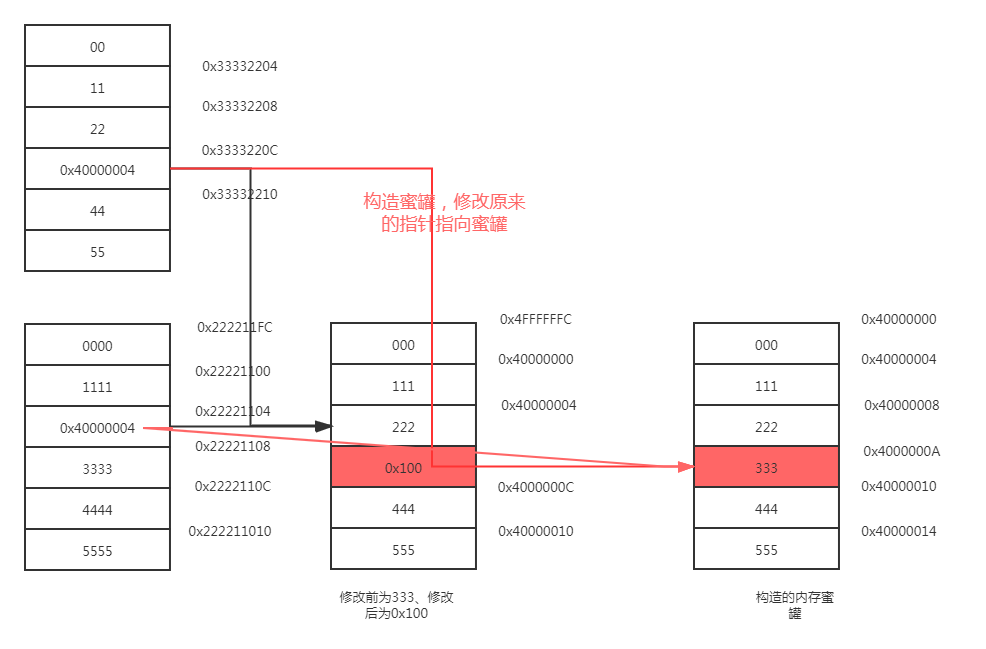 00
0x33332204
11
0x33332208
22
0x3333220C
0x40000004
0x33332210
44
55
构造蜜罐，修改原来
的指针指向蜜罐
0x222211FC
0000
0x22221100
1111
0x22221104
0x40000004
0x22221108
3333
0x2222110C
4444
0x222211010
5555
0x4FFFFFFC
000
0x40000000
111
0x40000004
222
0x100
0x4000000C
444
0x40000010
555
修改前为333、修改
后为0x100
0x40000000
000
0x40000004
111
0x40000008
222
0x4000000A
333
0x40000010
444
0x40000014
555
构造的内存蜜
罐